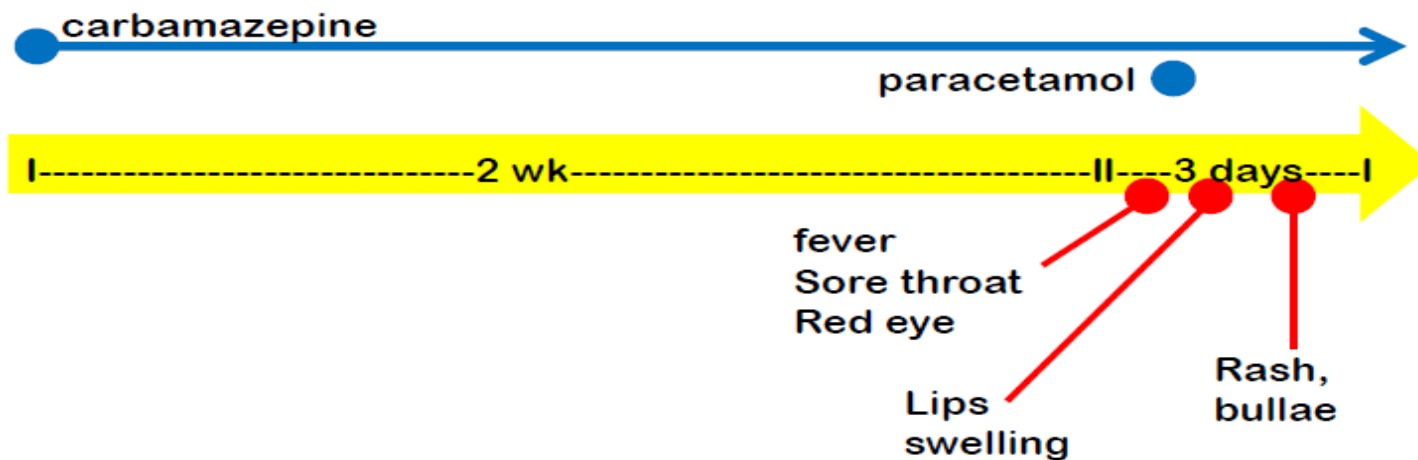 carbamazepine
paracetamol
I-------------------------------2 wk-------------------------------------II----3 days----I
fever
Sore throat
Red eye
Lips
swelling
Rash,
bullae